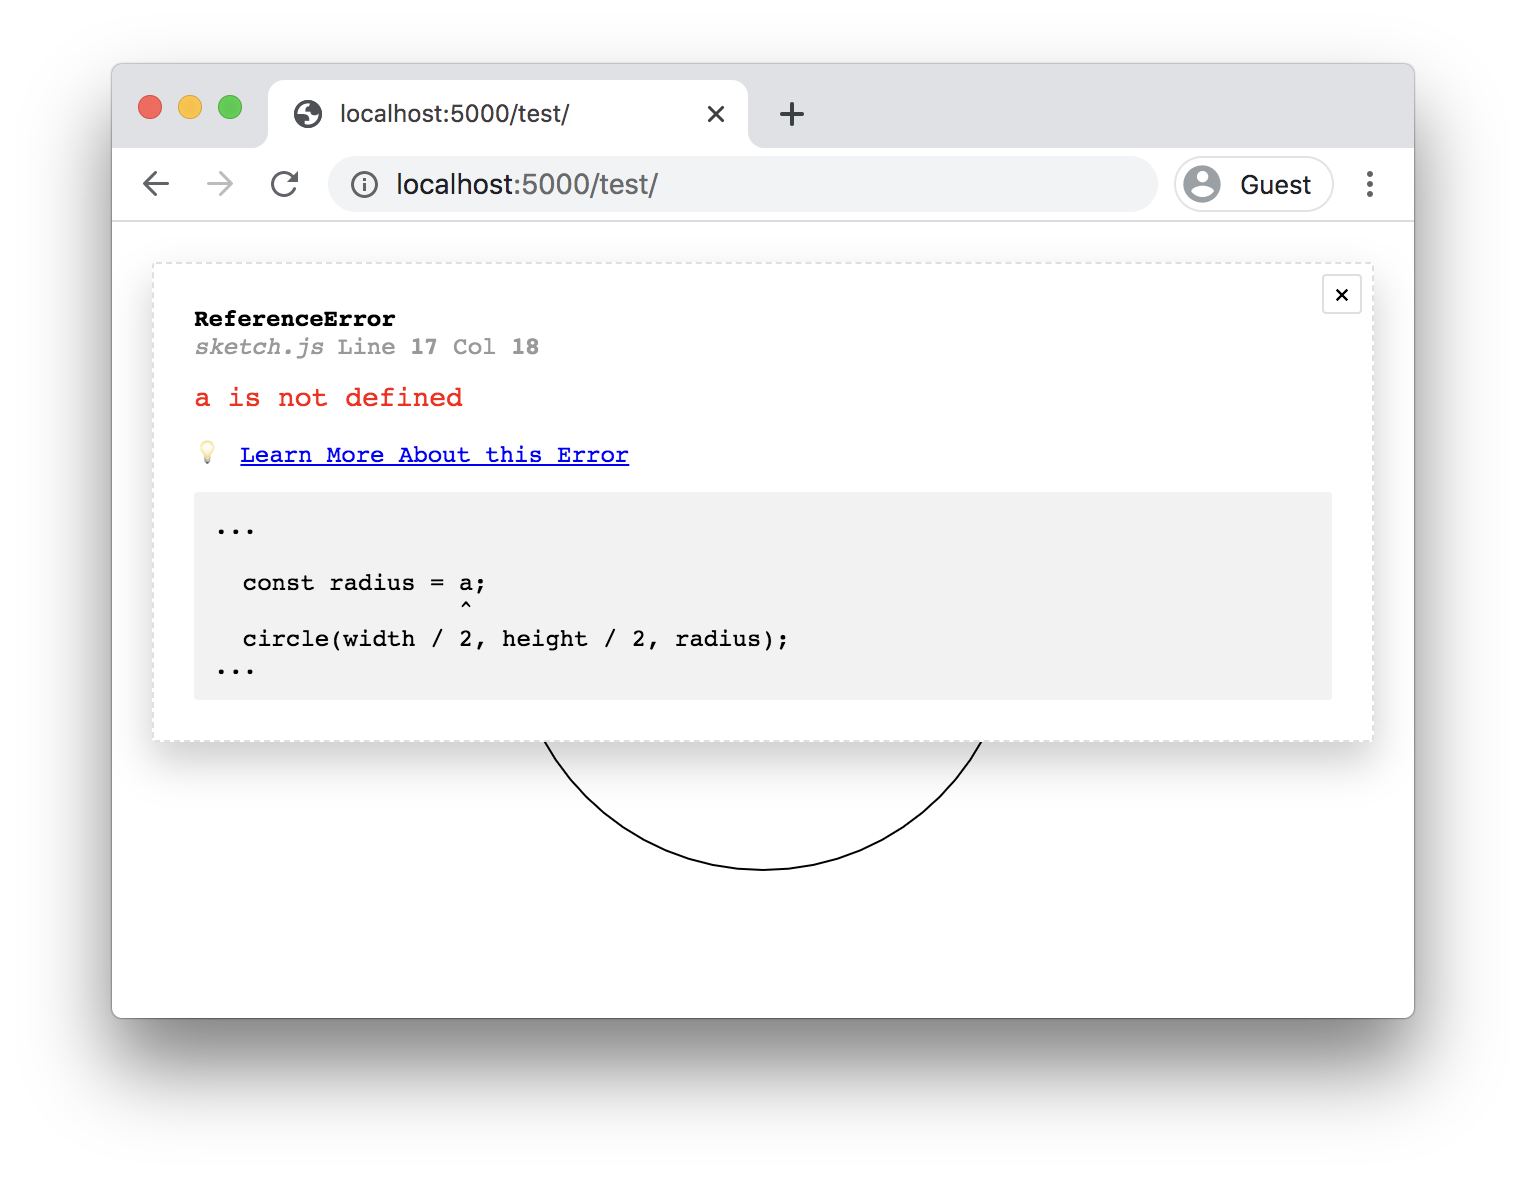 localhost:5000/test/
localhost:5000/test/
Guest
ReferenceError
sketch.js Line 17 Col 18
a is not defined
Learn More About this Error
...
const radius = a;
^
circle(width / 2, height / 2, radius);
...